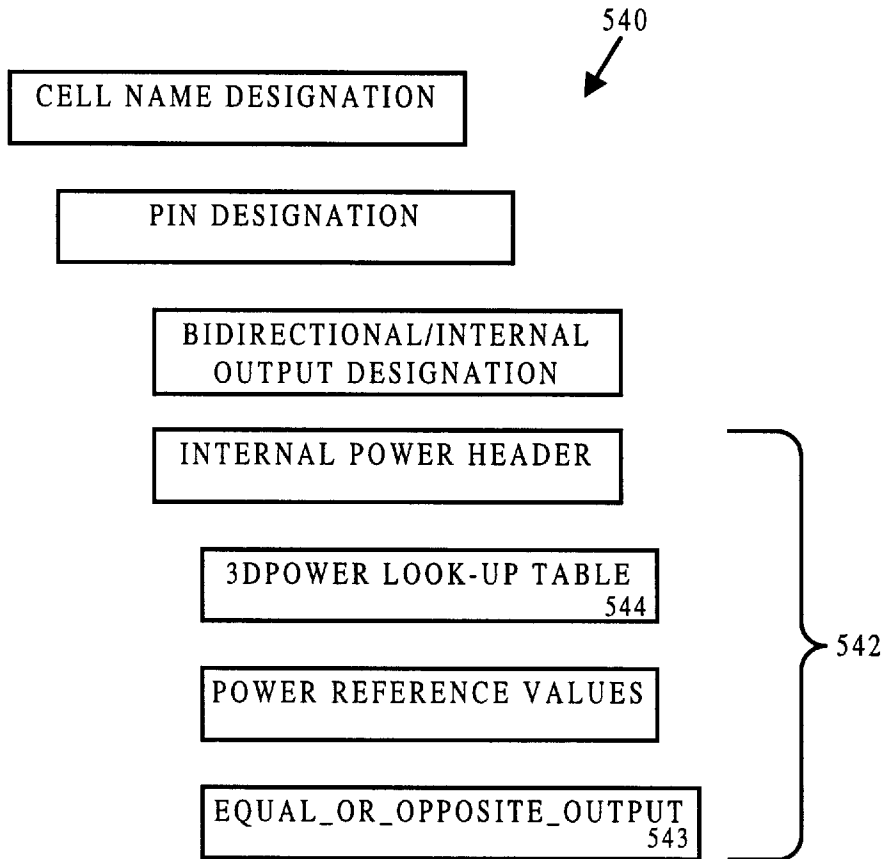 540
CELL NAME DESIGNATION
PIN DESIGNATION
BIDIRECTIONAL/INTERNAL
OUTPUT DESIGNATION
INTERNAL POWER HEADER
3DPOWER LOOK-UP TABLE
544
542
POWER REFERENCE VALUES
EQUAL_OR_OPPOSITE_OUTPUT
543